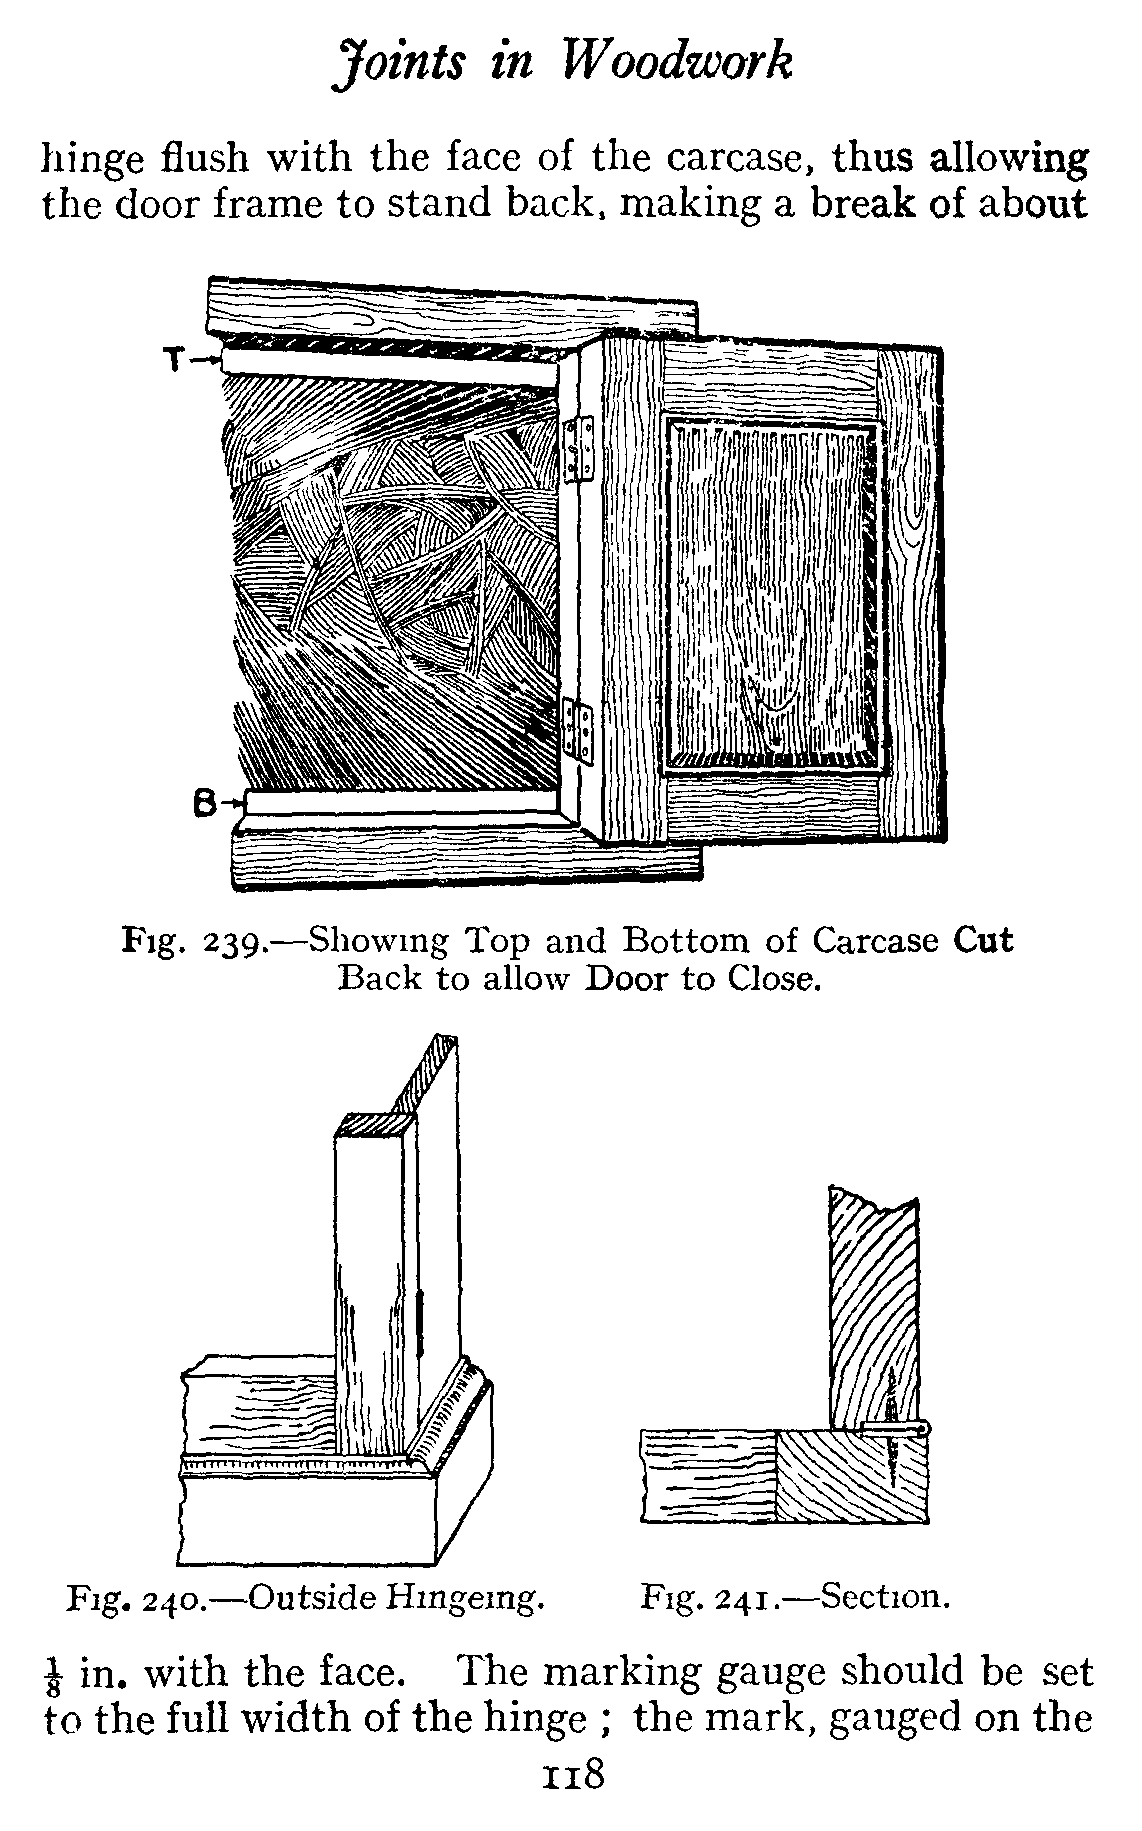 Joints in Woodwork
hinge flush with the face of the carcase, thus allowing
the door frame to stand back, making a break of about
T
B
Fig. 239.—Showing Top and Bottom of Carcase Cut
Back to allow Door to Close.
Fig. 240.—Outside Hingeing.
Fig. 241.—Section.
⅛ in. with the face. The marking gauge should be set
to the full width of the hinge ; the mark, gauged on the
118